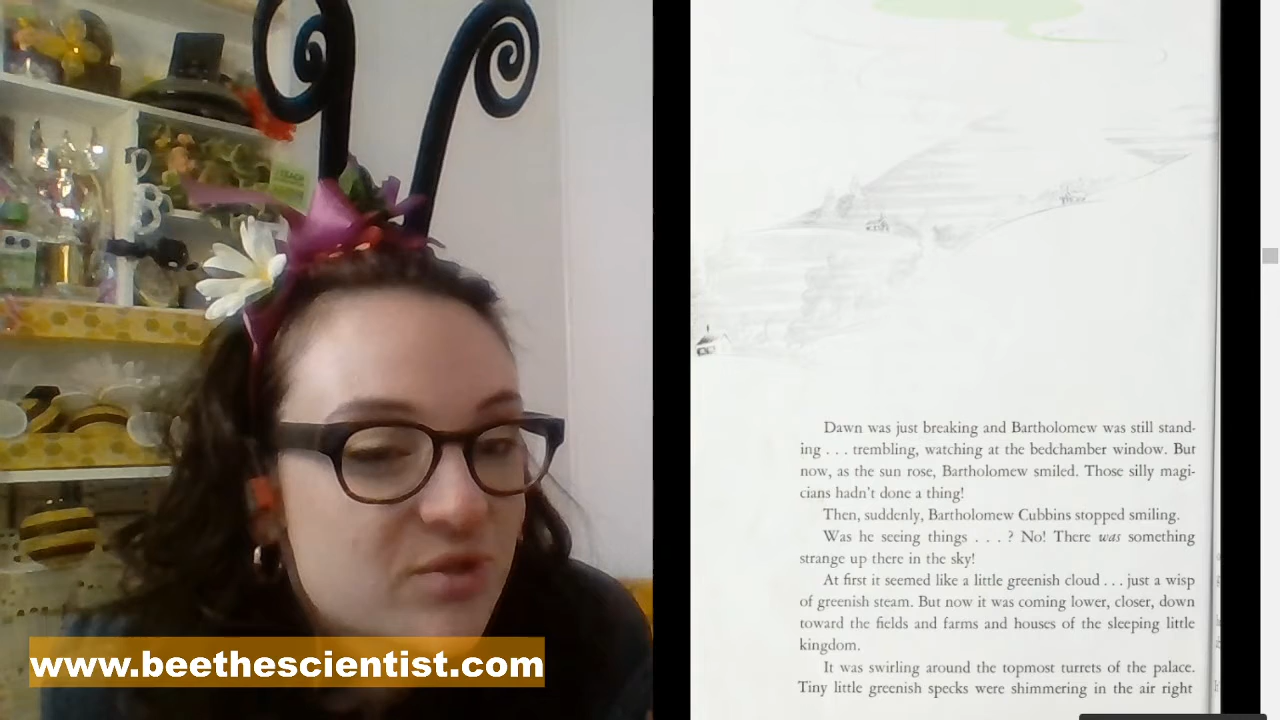 www.beethescientist.com
Dawn was just breaking and Bartholomew was still stand-
ing . . . trembling, watching at the bedchamber window. But
now, as the sun rose, Bartholomew smiled. Those silly magi-
cians hadn't done a thing!
Then, suddenly, Bartholomew Cubbins stopped smiling.
Was he seeing things . . . ? No! There was something
strange up there in the sky!
At first it seemed like a little greenish cloud . . . just a wisp
of greenish steam. But now it was coming lower, closer, down
toward the fields and farms and houses of the sleeping little
kingdom.
It was swirling around the topmost turrets of the palace.
Tiny little greenish specks were shimmering in the air right